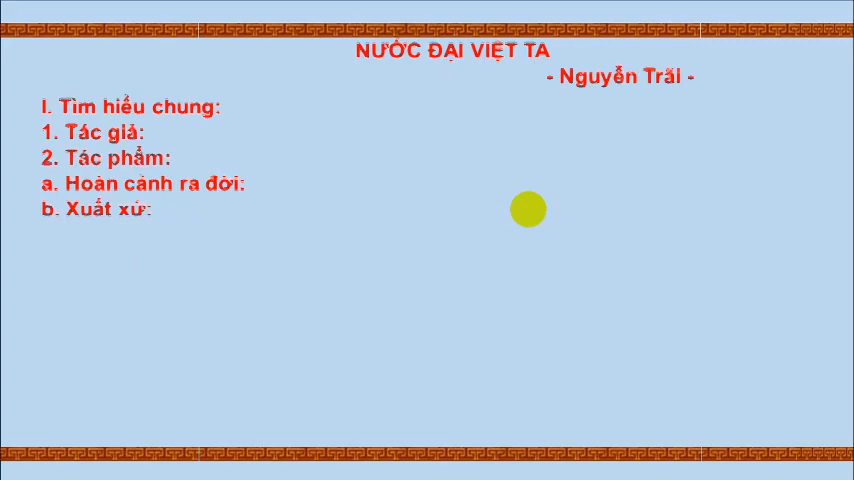 NƯỚC ĐẠI VIỆT TA
- Nguyễn Trãi -
I. Tìm hiểu chung:
1. Tác giả:
2. Tác phẩm:
a. Hoàn cảnh ra đời:
b. Xuất xứ: